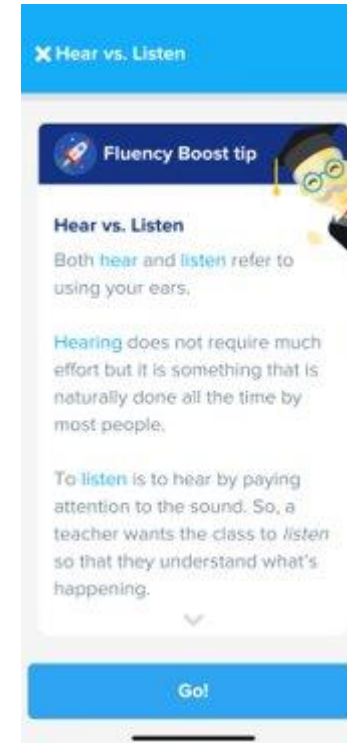 Hear vs. Listen
Fluency Boost tip
Hear vs. Listen
Both hear and listen refer to
using your ears.
Hearing does not require much
effort but it is something that is
naturally done all the time by
most people.
To listen is to hear by paying
attention to the sound. So, a
teacher wants the class to listen
so that they understand what's
happening.
Go!